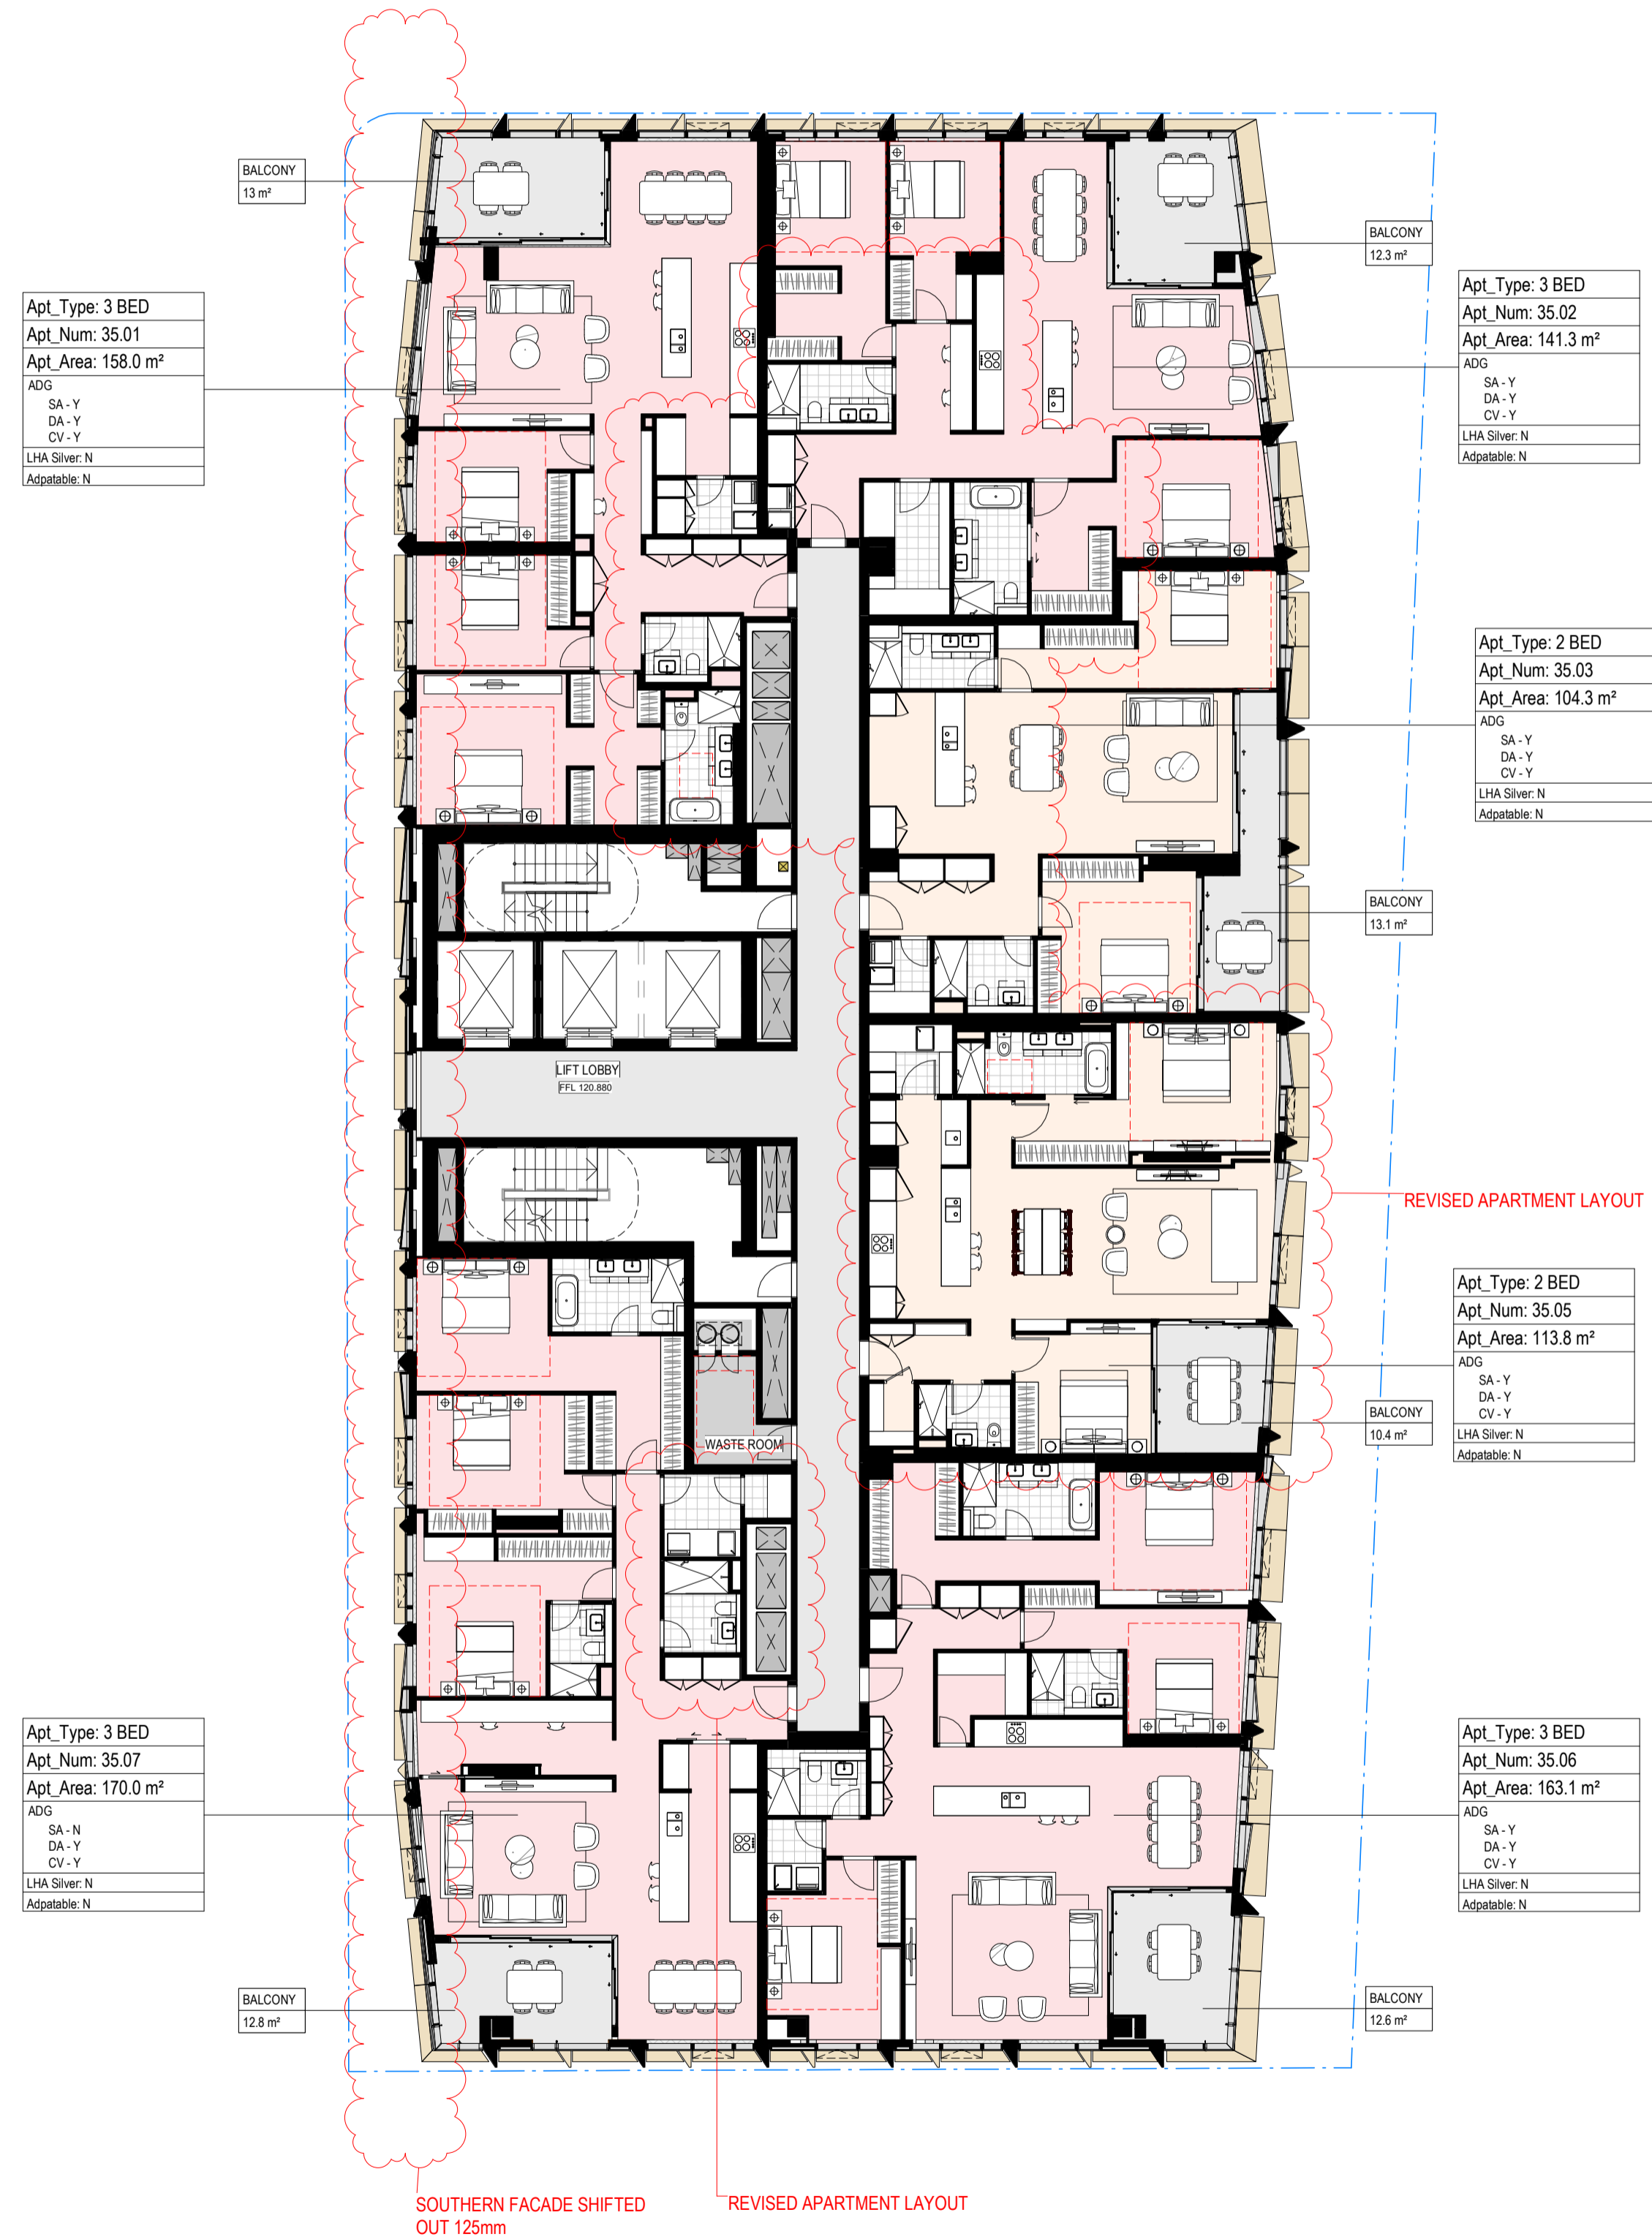 BALCONY
13 m²
BALCONY
12.3 m²
Apt_Type: 3 BED
Apt_Num: 35.01
Apt_Area: 158.0 m²
ADG
SA - Y
DA - Y
CV - Y
LHA Silver: N
Adpatable: N
Apt_Type: 3 BED
Apt_Num: 35.02
Apt_Area: 141.3 m²
ADG
SA - Y
DA - Y
CV - Y
LHA Silver: N
Adpatable: N
Apt_Type: 2 BED
Apt_Num: 35.03
Apt_Area: 104.3 m²
ADG
SA - Y
DA - Y
CV - Y
LHA Silver: N
Adpatable: N
BALCONY
13.1 m²
LIFT LOBBY
FFL 120.880
REVISED APARTMENT LAYOUT
Apt_Type: 2 BED
Apt_Num: 35.05
Apt_Area: 113.8 m²
ADG
SA - Y
DA - Y
CV - Y
LHA Silver: N
Adpatable: N
BALCONY
10.4 m²
WASTE ROOM
Apt_Type: 3 BED
Apt_Num: 35.07
Apt_Area: 170.0 m²
ADG
SA - N
DA - Y
CV - Y
LHA Silver: N
Adpatable: N
Apt_Type: 3 BED
Apt_Num: 35.06
Apt_Area: 163.1 m²
ADG
SA - Y
DA - Y
CV - Y
LHA Silver: N
Adpatable: N
BALCONY
12.8 m²
BALCONY
12.6 m²
SOUTHERN FACADE SHIFTED
OUT 125mm
REVISED APARTMENT LAYOUT